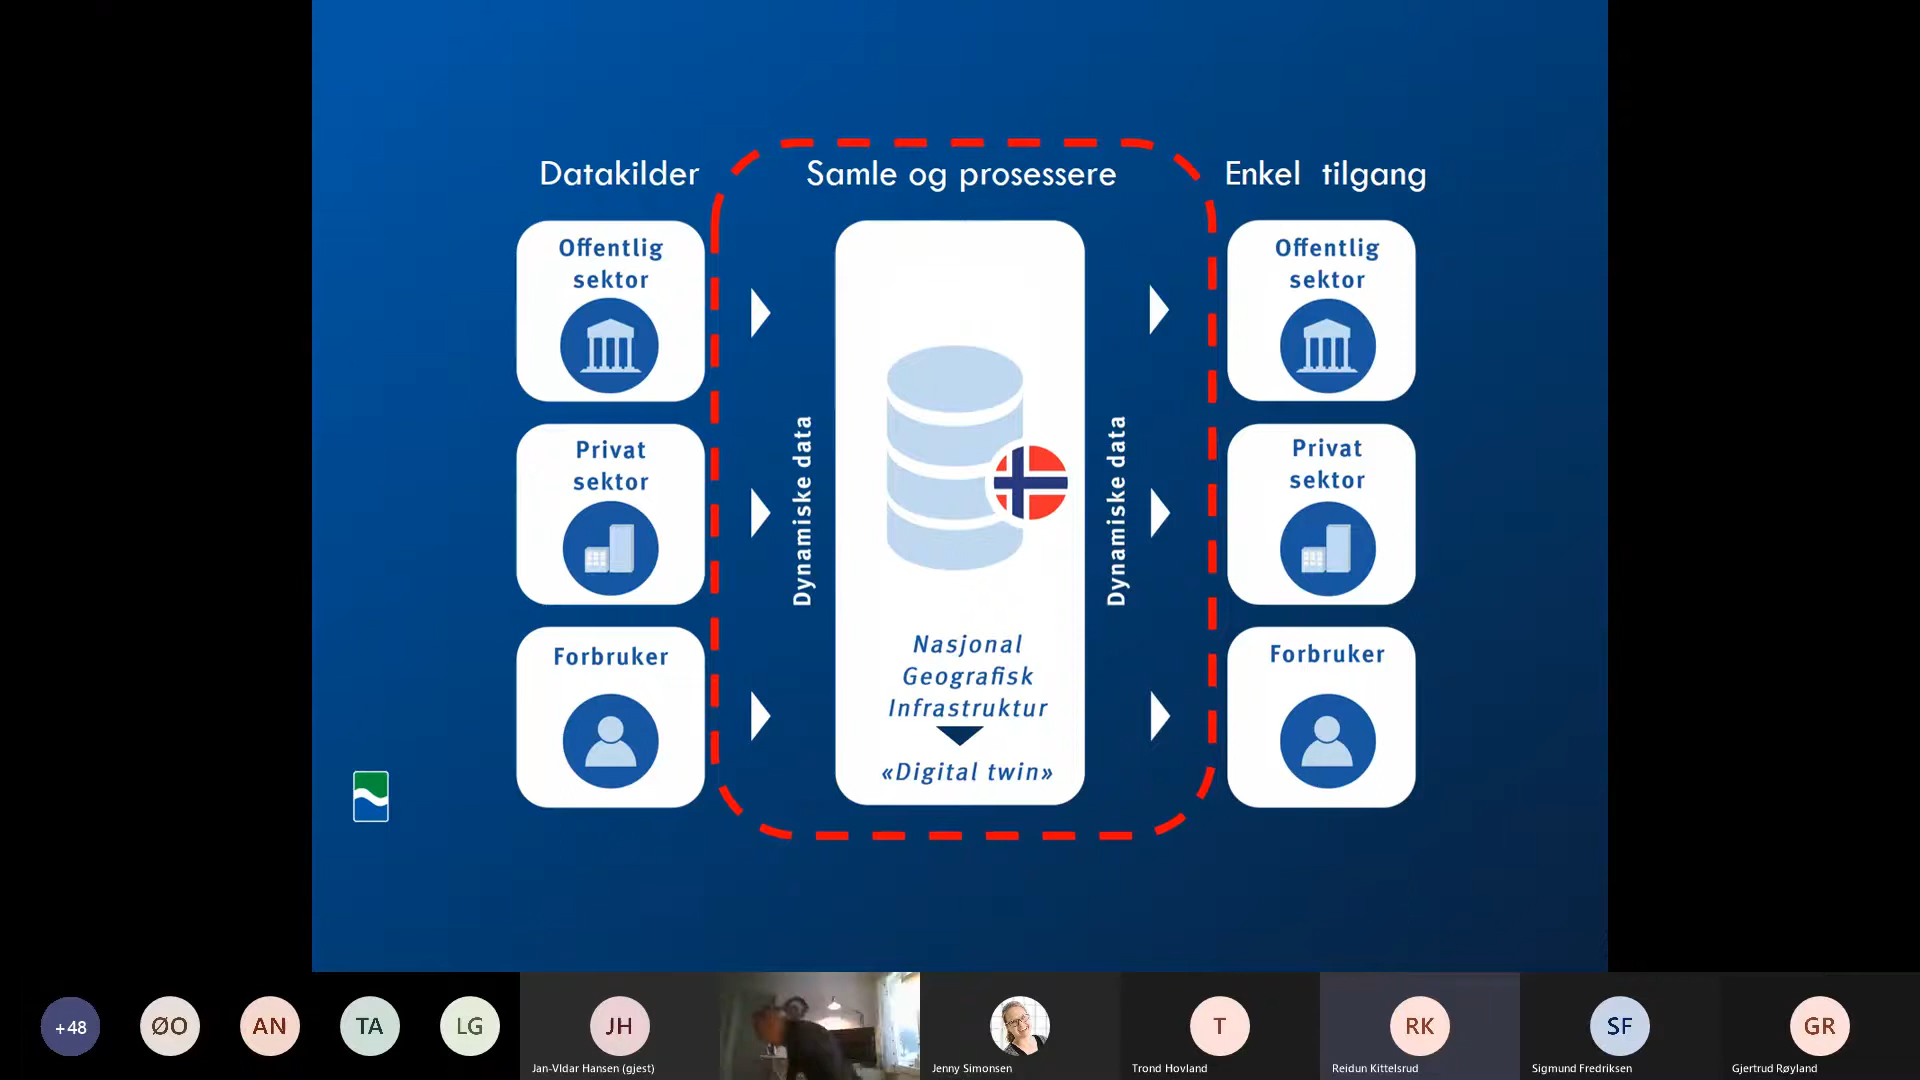 Datakilder
Samle og prosessere
Enkel tilgang
Offentlig
sektor
Privat
sektor
Forbruker
Dynamiske data
Nasjonal
Geografisk
Infrastruktur
«Digital twin»
Dynamiske data
Offentlig
sektor
Privat
sektor
Forbruker
+48
ØO
AN
TA
LG
JH
Jan-VIdar Hansen (gjest)
Jenny Simonsen
T
Trond Hovland
RK
Reidun Kittelsrud
SF
Sigmund Fredriksen
GR
Gjertrud Røyland